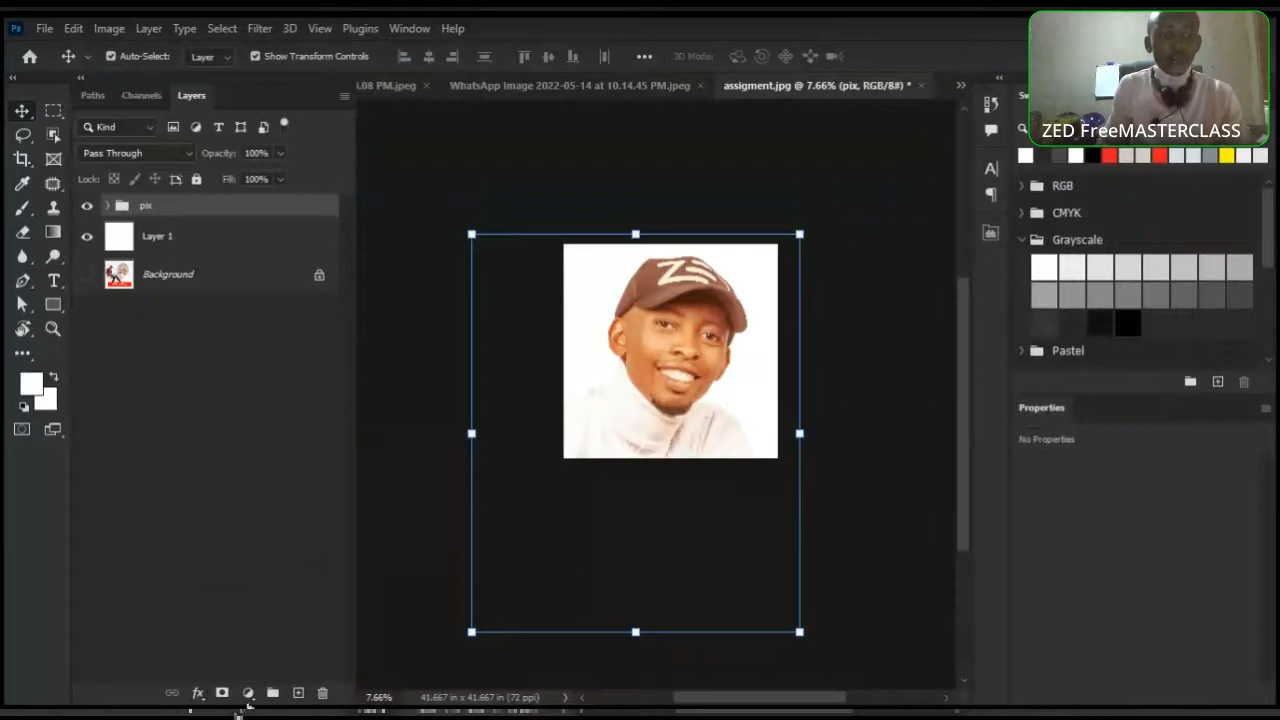 Ps File Edit Image Layer Type Select Filter 3D View Plugins Window Help
Auto-Select: Layer Show Transform Controls 3D Mode:
.08 PM.jpeg × WhatsApp Image 2022-05-14 at 10.14.45 PM.jpeg × assigment.jpg @ 7.66% (pix, RGB/8#) * ×
Paths Channels Layers
Kind
Pass Through Opacity: 100%
Lock: Fill: 100%
pix
Layer 1
Background
ZED FreeMASTERCLASS
RGB
CMYK
Grayscale
Pastel
Properties
No Properties
7.66% 41.667 in x 41.667 in (72 ppi)